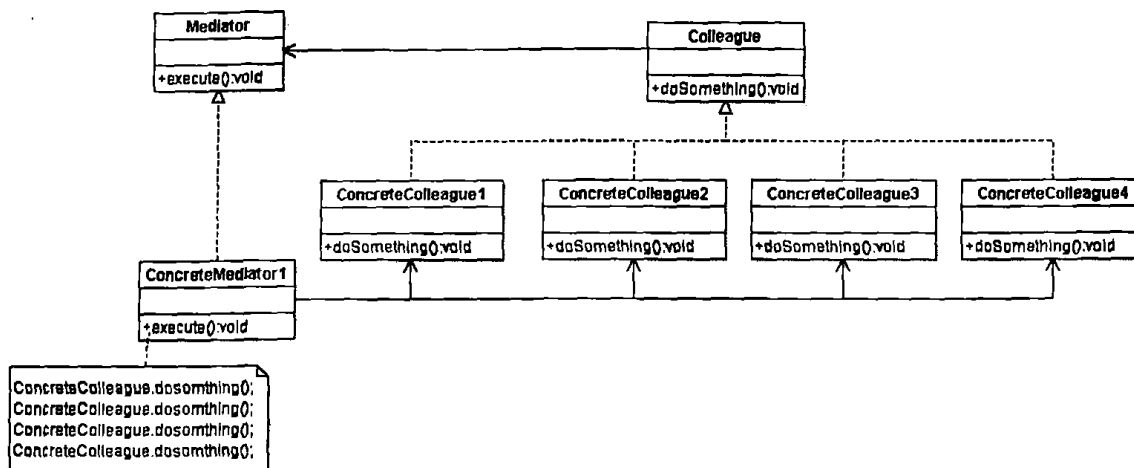 Mediator
+execute():void
Colleague
+doSomething():void
ConcreteColleague1
+doSomething():void
ConcreteColleague2
+doSomething():void
ConcreteColleague3
+doSomething():void
ConcreteColleague4
+doSomething():void
ConcreteMediator1
+execute():void
ConcreteColleague.dosomthing();
ConcreteColleague.dosomthing();
ConcreteColleague.dosomthing();
ConcreteColleague.dosomthing();